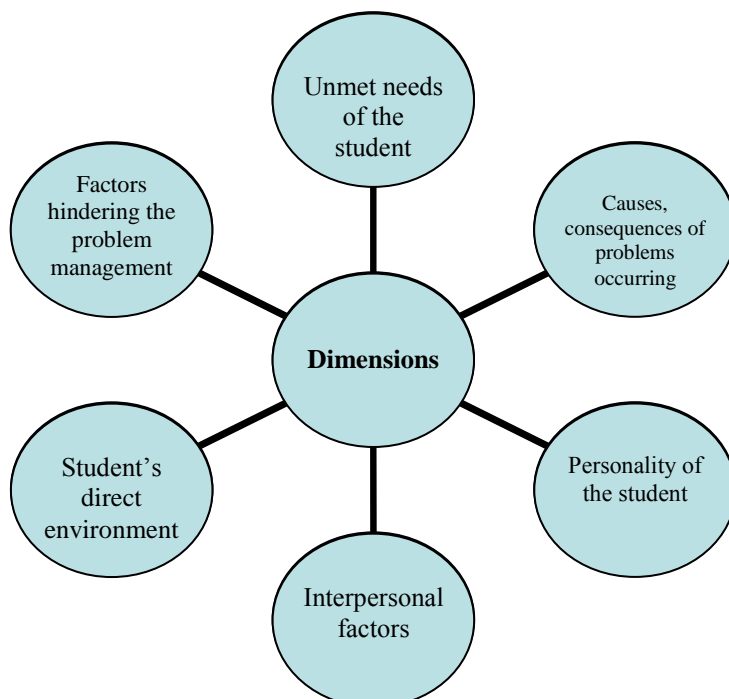 Unmet needs
of the
student
Factors
hindering the
problem
management
Causes,
consequences of
problems
occurring
Dimensions
Student’s
direct
environment
Personality of
the student
Interpersonal
factors